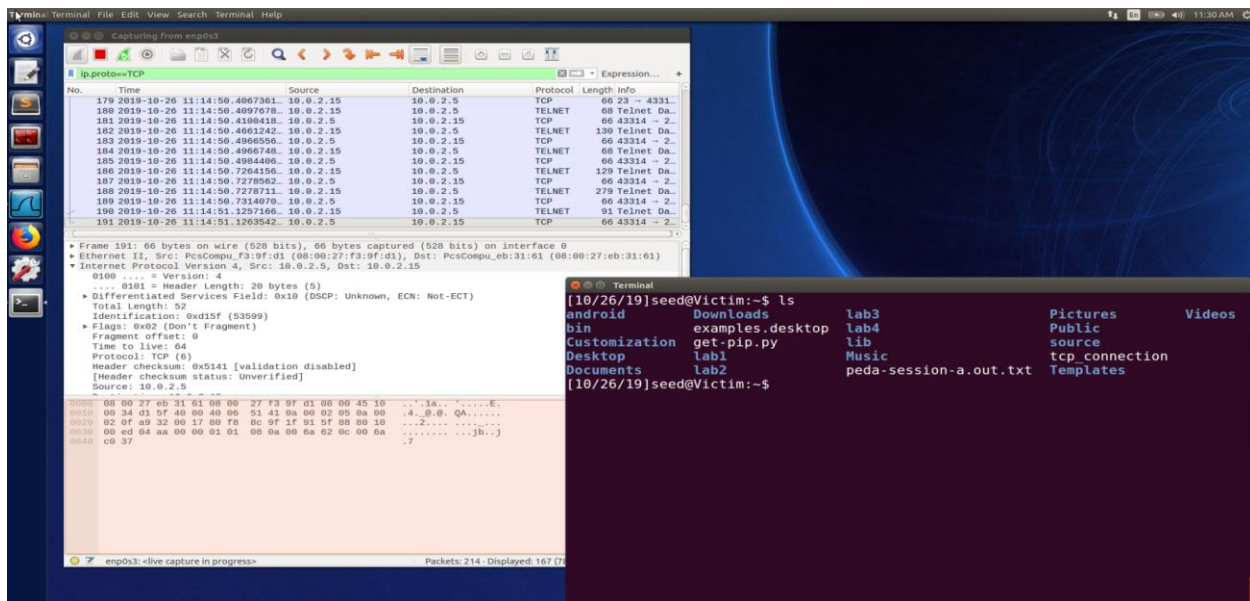 Terminal File Edit View Search Terminal Help En 11:30 AM
Capturing from enp0s3
ip.proto==TCP Expression... +
No. Time Source Destination Protocol Length Info
179 2019-10-26 11:14:50.4067361… 10.0.2.15 10.0.2.5 TCP 66 23 → 4331…
180 2019-10-26 11:14:50.4097678… 10.0.2.15 10.0.2.5 TELNET 68 Telnet Da…
181 2019-10-26 11:14:50.4100418… 10.0.2.5 10.0.2.15 TCP 66 43314 → 2…
182 2019-10-26 11:14:50.4661242… 10.0.2.15 10.0.2.5 TELNET 130 Telnet Da…
183 2019-10-26 11:14:50.4966556… 10.0.2.5 10.0.2.15 TCP 66 43314 → 2…
184 2019-10-26 11:14:50.4966748… 10.0.2.15 10.0.2.5 TELNET 68 Telnet Da…
185 2019-10-26 11:14:50.4984406… 10.0.2.5 10.0.2.15 TCP 66 43314 → 2…
186 2019-10-26 11:14:50.7264156… 10.0.2.15 10.0.2.5 TELNET 129 Telnet Da…
187 2019-10-26 11:14:50.7278562… 10.0.2.5 10.0.2.15 TCP 66 43314 → 2…
188 2019-10-26 11:14:50.7278711… 10.0.2.15 10.0.2.5 TELNET 279 Telnet Da…
189 2019-10-26 11:14:50.7314070… 10.0.2.5 10.0.2.15 TCP 66 43314 → 2…
190 2019-10-26 11:14:51.1257166… 10.0.2.15 10.0.2.5 TELNET 91 Telnet Da…
191 2019-10-26 11:14:51.1263542… 10.0.2.5 10.0.2.15 TCP 66 43314 → 2…
Frame 191: 66 bytes on wire (528 bits), 66 bytes captured (528 bits) on interface 0
Ethernet II, Src: PcsCompu_f3:9f:d1 (08:00:27:f3:9f:d1), Dst: PcsCompu_eb:31:61 (08:00:27:eb:31:61)
Internet Protocol Version 4, Src: 10.0.2.5, Dst: 10.0.2.15
0100 .... = Version: 4
.... 0101 = Header Length: 20 bytes (5)
Differentiated Services Field: 0x10 (DSCP: Unknown, ECN: Not-ECT)
Total Length: 52
Identification: 0xd15f (53599)
Flags: 0x02 (Don't Fragment)
Fragment offset: 0
Time to live: 64
Protocol: TCP (6)
Header checksum: 0x5141 [validation disabled]
[Header checksum status: Unverified]
Source: 10.0.2.5
0000 08 00 27 eb 31 61 08 00 27 f3 9f d1 08 00 45 10 ..'.1a.. '.....E.
0010 00 34 d1 5f 40 00 40 06 51 41 0a 00 02 05 0a 00 .4._@.@. QA......
0020 02 0f a9 32 00 17 80 f8 8c 9f 1f 91 5f 88 80 10 ...2.... ...._...
0030 00 ed 04 aa 00 00 01 01 08 0a 00 6a 62 0c 00 6a ........ ...jb..j
0040 c0 37 .7
enp0s3: <live capture in progress> Packets: 214 · Displayed: 167
Terminal
[10/26/19]seed@Victim:~$ ls
android Downloads lab3 Pictures Videos
bin examples.desktop lab4 Public
Customization get-pip.py lib source
Desktop lab1 Music tcp_connection
Documents lab2 peda-session-a.out.txt Templates
[10/26/19]seed@Victim:~$